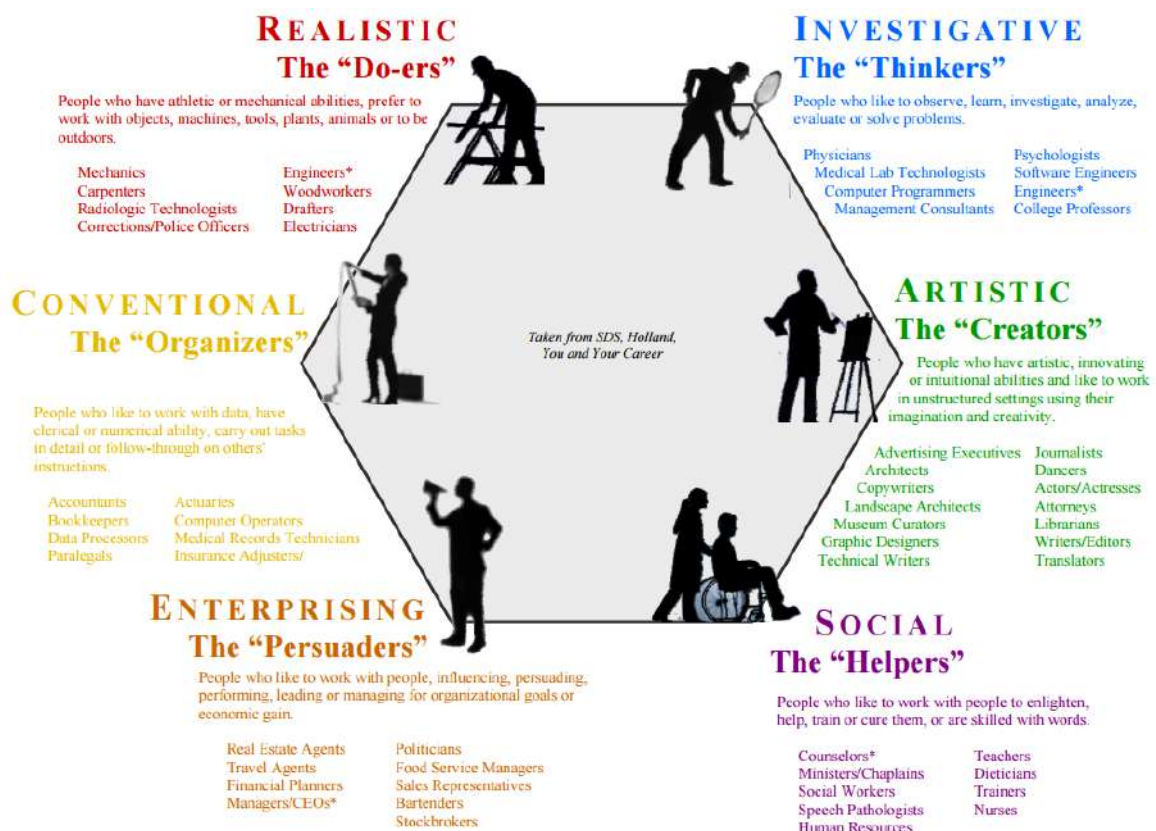 REALISTIC
The “Do-ers”
People who have athletic or mechanical abilities, prefer to
work with objects, machines, tools, plants, animals or to be
outdoors.
Mechanics
Carpenters
Radiologic Technologists
Corrections/Police Officers
Engineers*
Woodworkers
Drafters
Electricians
INVESTIGATIVE
The “Thinkers”
People who like to observe, learn, investigate, analyze,
evaluate or solve problems.
Physicians
Medical Lab Technologists
Computer Programmers
Management Consultants
Psychologists
Software Engineers
Engineers*
College Professors
CONVENTIONAL
The “Organizers”
People who like to work with data, have
clerical or numerical ability, carry out tasks
in detail or follow-through on others’
instructions.
Accountants
Bookkeepers
Data Processors
Paralegals
Actuaries
Computer Operators
Medical Records Technicians
Insurance Adjusters/
Taken from SDS, Holland,
You and Your Career
ARTISTIC
The “Creators”
People who have artistic, innovating
or intuitional abilities and like to work
in unstructured settings using their
imagination and creativity.
Advertising Executives
Architects
Copywriters
Landscape Architects
Museum Curators
Graphic Designers
Technical Writers
Journalists
Dancers
Actors/Actresses
Attorneys
Librarians
Writers/Editors
Translators
ENTERPRISING
The “Persuaders”
People who like to work with people, influencing, persuading,
performing, leading or managing for organizational goals or
economic gain.
Real Estate Agents
Travel Agents
Financial Planners
Managers/CEOs*
Politicians
Food Service Managers
Sales Representatives
Bartenders
Stockbrokers
SOCIAL
The “Helpers”
People who like to work with people to enlighten,
help, train or cure them, or are skilled with words.
Counselors*
Ministers/Chaplains
Social Workers
Speech Pathologists
Human Resources
Teachers
Dieticians
Trainers
Nurses